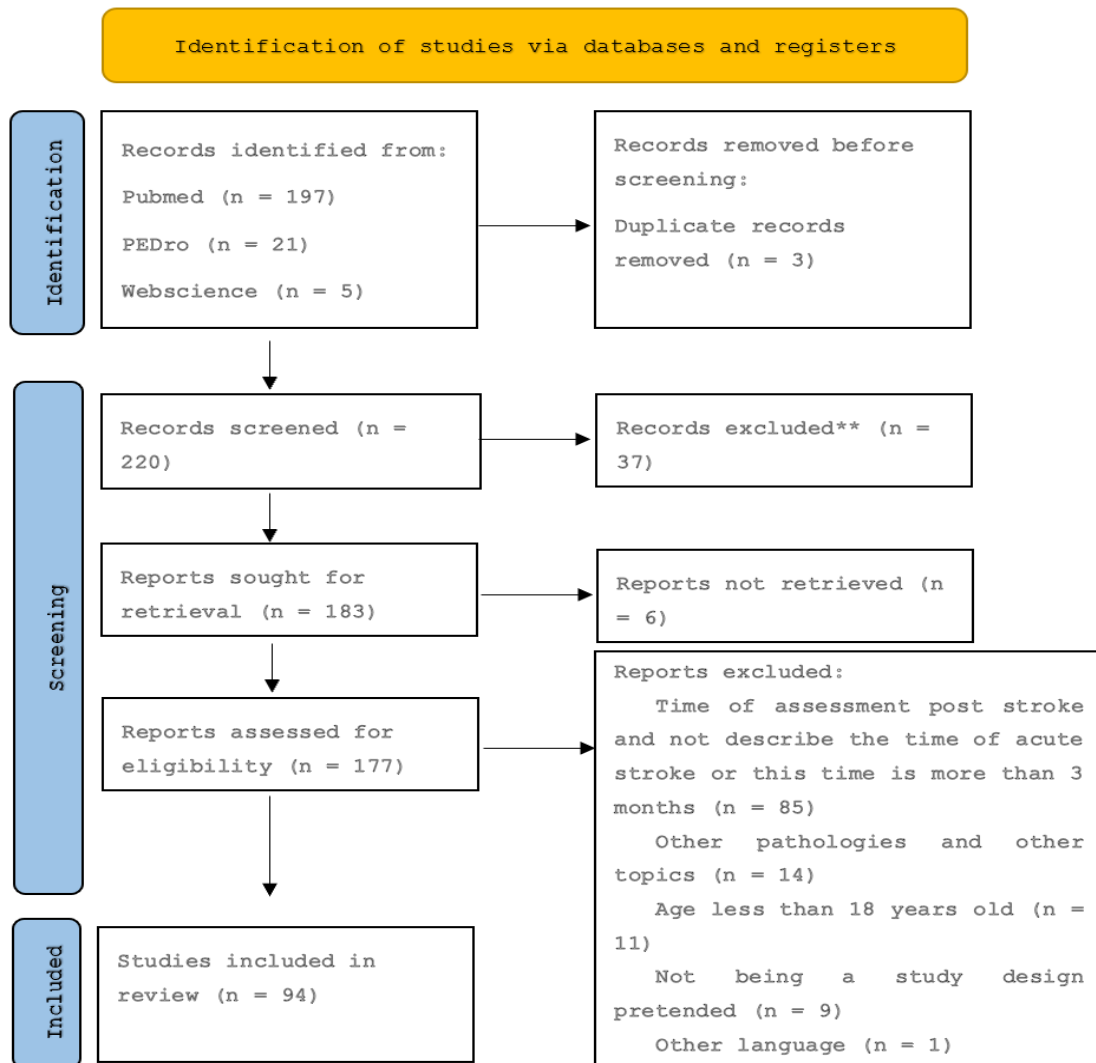 Identification of studies via databases and registers
Identification
Records identified from:
Pubmed (n = 197)
PEDro (n = 21)
Webscience (n = 5)
Records removed before
screening:
Duplicate records
removed (n = 3)
Screening
Records screened (n =
220)
Records excluded** (n =
37)
Reports sought for
retrieval (n = 183)
Reports not retrieved (n
= 6)
Reports assessed for
eligibility (n = 177)
Reports excluded:
Time of assessment post stroke
and not describe the time of acute
stroke or this time is more than 3
months (n = 85)
Other pathologies and other
topics (n = 14)
Age less than 18 years old (n =
11)
Not being a study design
pretended (n = 9)
Other language (n = 1)
Included
Studies included in
review (n = 94)